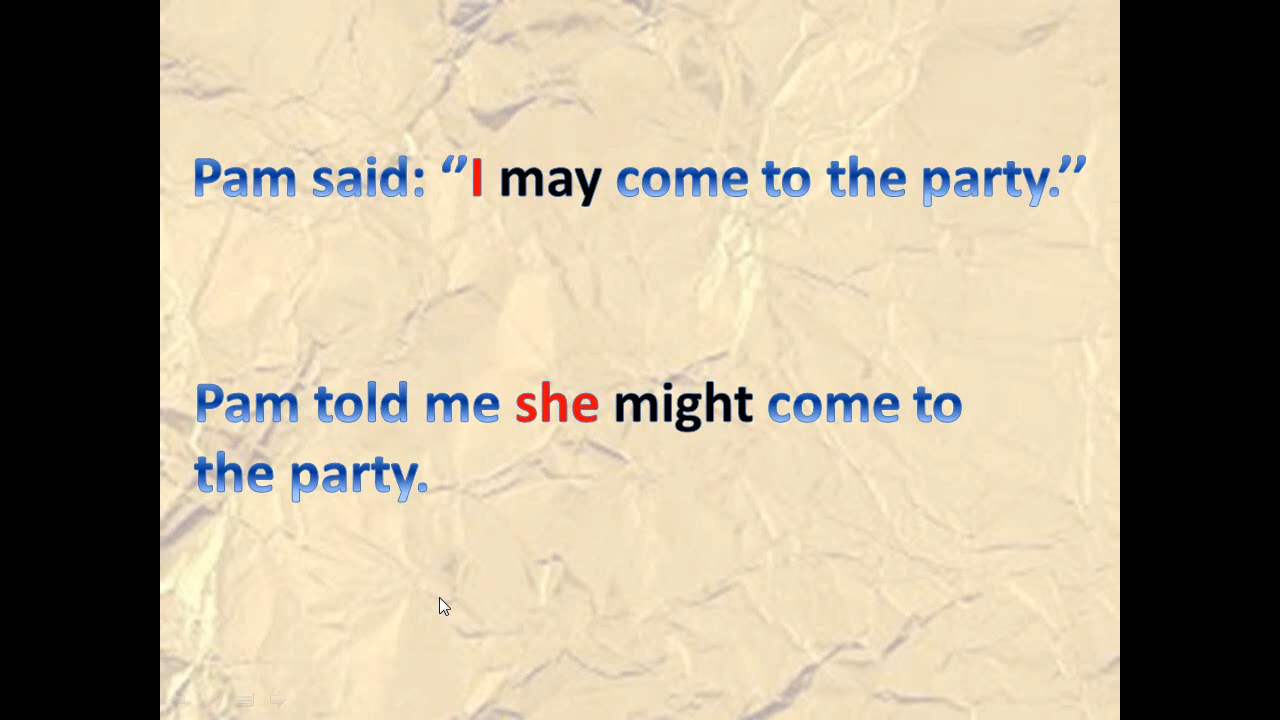 Pam said: ‘’I may come to the party.’’
Pam told me she might come to
the party.